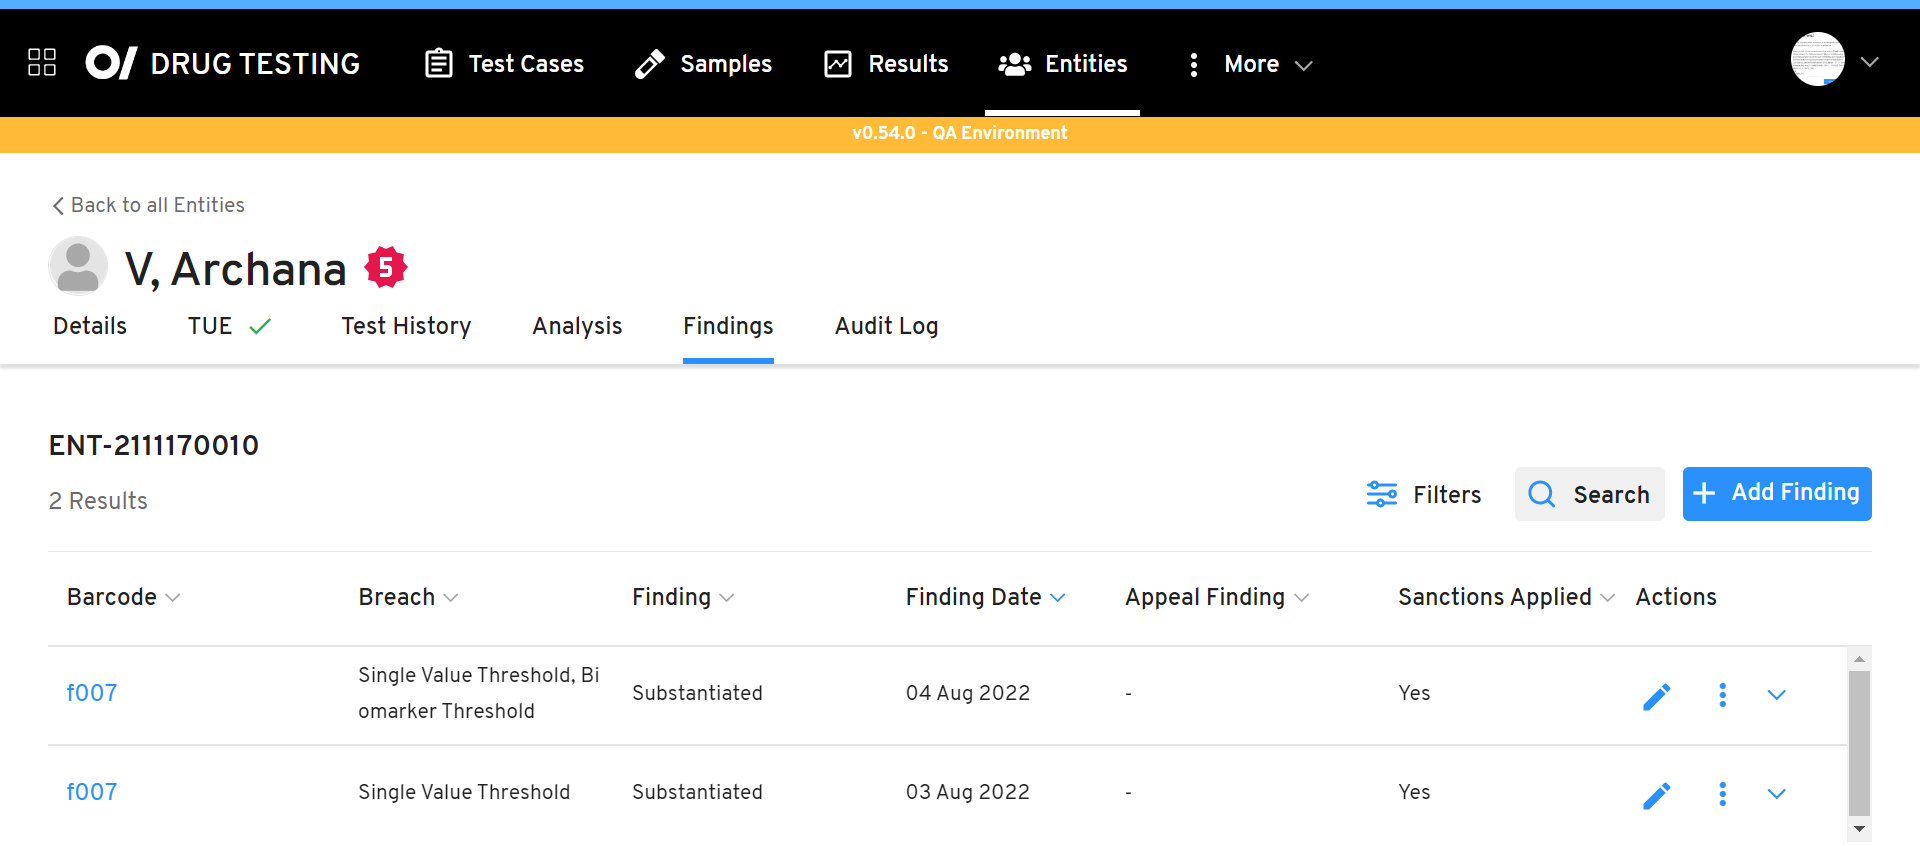 DRUG TESTING Test Cases Samples Results Entities More
v0.54.0 - QA Environment
Back to all Entities
V, Archana 5
Details TUE Test History Analysis Findings Audit Log
ENT-2111170010
2 Results
Filters Search + Add Finding
Barcode Breach Finding Finding Date Appeal Finding Sanctions Applied Actions
f007 Single Value Threshold, Bi
omarker Threshold Substantiated 04 Aug 2022 - Yes
f007 Single Value Threshold Substantiated 03 Aug 2022 - Yes